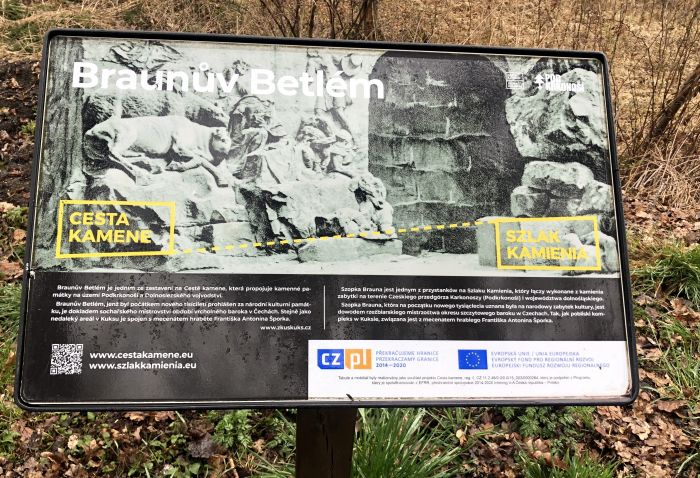 Braunův Betlém
POD
KRKONOŠÍ
CESTA
KAMENE
SZLAK
KAMIENIA
Braunův Betlém je jedním ze zastavení na Cestě kamene, která propojuje kamenné pa-
mátky na území Podkrkonoší a Dolnoslezského vojvodství.
Braunův Betlém, jenž byl počátkem nového tisíciletí prohlášen za národní kulturní památ-
ku, je dokladem sochařského mistrovství období vrcholného baroka v Čechách. Stejně jako
nedaleký areál v Kuksu je spojen s mecenátem hraběte Františka Antonína Šporka.
www.zkuskuks.cz
Szopka Brauna jest jednym z przystanków na Szlaku Kamienia, który łączy wykonane z kamienia
zabytki na terenie Czeskiego przedgórza Karkonoszy (Podkrkonoší) i województwa dolnośląskiego.
Szopka Brauna, która na początku nowego tysiąclecia uznana była na narodowy zabytek kultury, jest
dowodem rzeźbiarskiego mistrzostwa okresu szczytowego baroku w Czechach. Tak, jak pobliski kom-
pleks w Kuksie, związana jest z mecenatem hrabiego Františka Antonína Šporka.
www.cestakamene.eu
www.szlakkamienia.eu
cz pl
PŘEKRAČUJEME HRANICE
PRZEKRACZAMY GRANICE
2014–2020
EVROPSKÁ UNIE / UNIA EUROPEJSKA
EVROPSKÝ FOND PRO REGIONÁLNÍ ROZVOJ
EUROPEJSKI FUNDUSZ ROZWOJU REGIONALNEGO